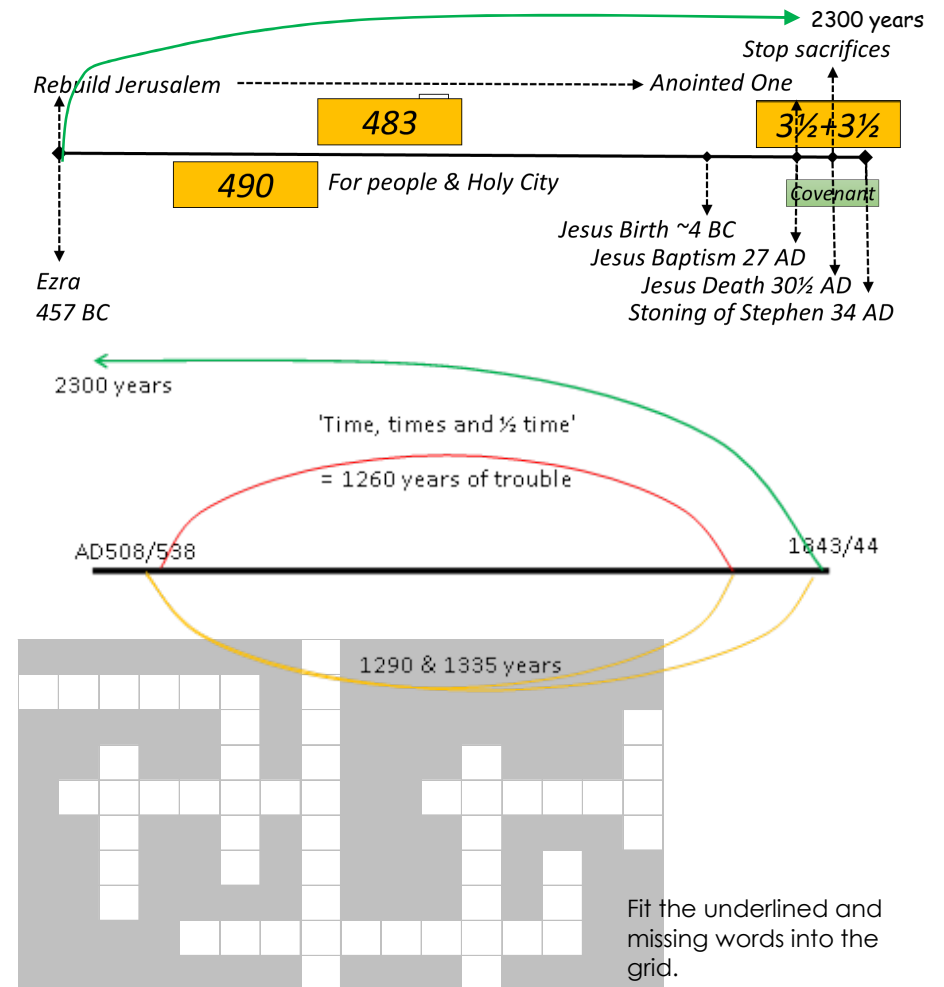 2300 years
Stop sacrifices
Rebuild Jerusalem
Anointed One
483
3½+3½
490
For people & Holy City
Covenant
Jesus Birth ~4 BC
Jesus Baptism 27 AD
Ezra
Jesus Death 30½ AD
457 BC
Stoning of Stephen 34 AD
2300 years
'Time, times and ½ time'
= 1260 years of trouble
AD508/538
1843/44
1290 & 1335 years
Fit the underlined and
missing words into the
grid.